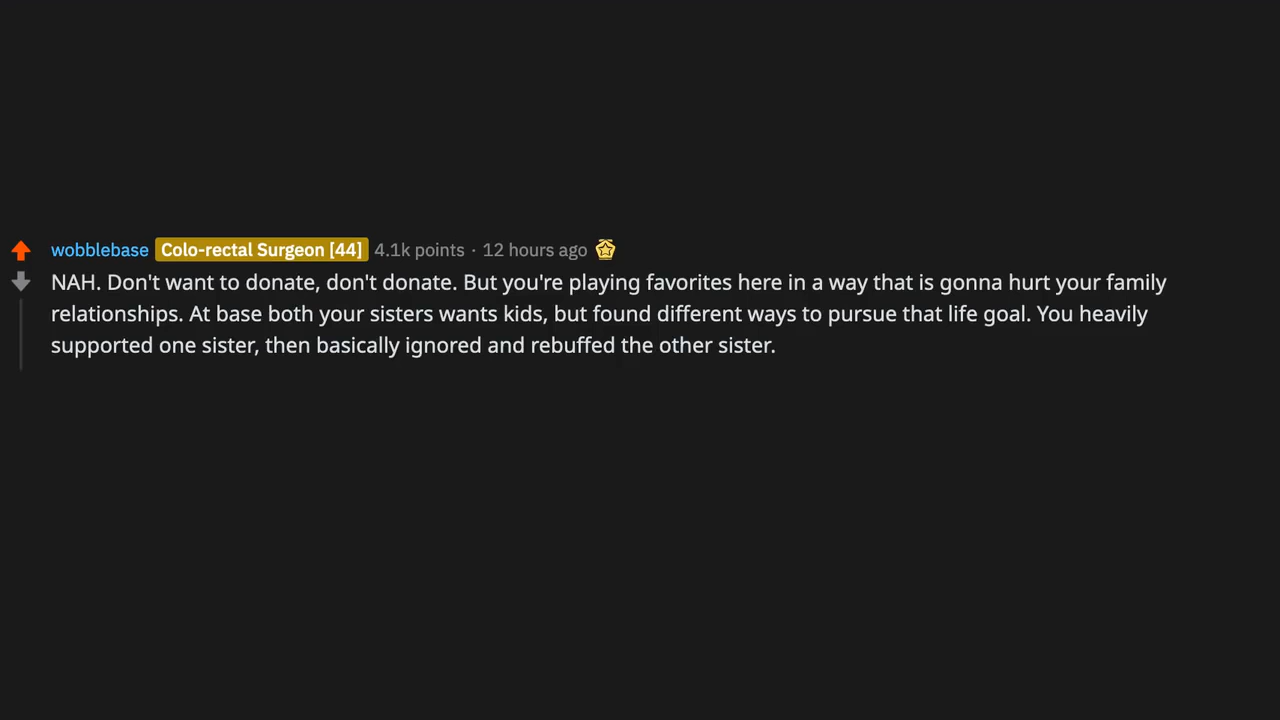 wobblebase Colo-rectal Surgeon [44] 4.1k points · 12 hours ago
NAH. Don't want to donate, don't donate. But you're playing favorites here in a way that is gonna hurt your family
relationships. At base both your sisters wants kids, but found different ways to pursue that life goal. You heavily
supported one sister, then basically ignored and rebuffed the other sister.